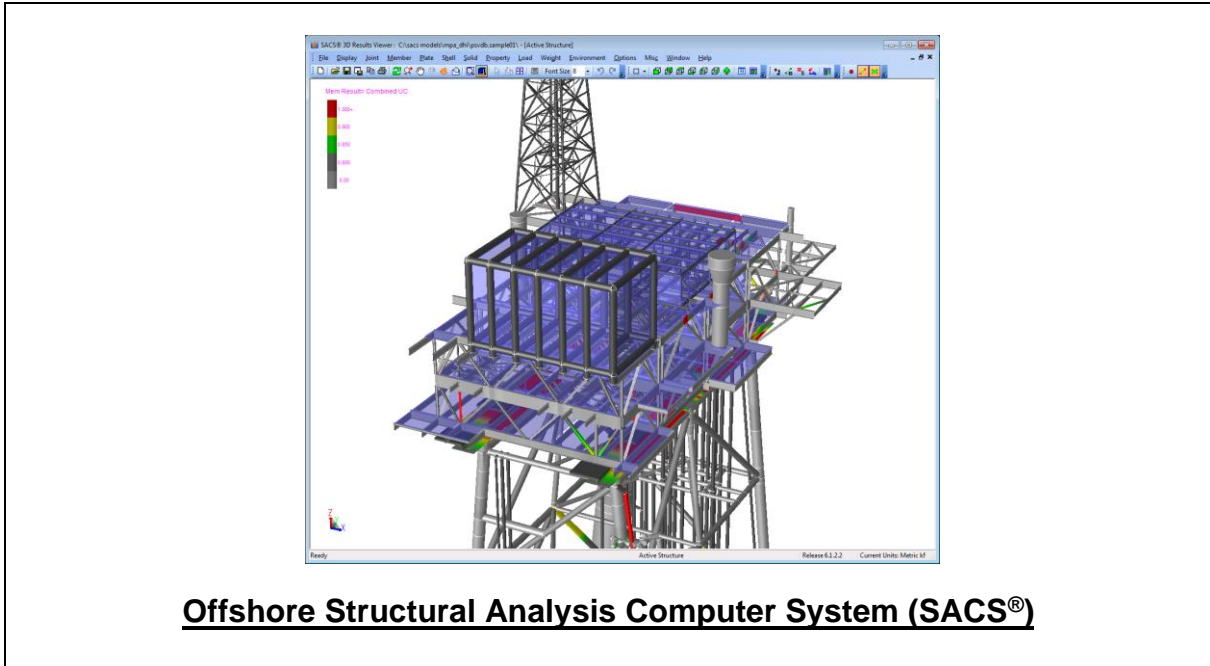 SACS® 3D Results Viewer : C:\sacs models\mpa_dhi\psvdb.sample01\ - [Active Structure]
File Display Joint Member Plate Shell Solid Property Load Weight Environment Options Misc Window Help
Font Size 8
Mem Result= Combined UC
Z
X
Ready Active Structure Release 6.1.2.2 Current Units: Metric kf
Offshore Structural Analysis Computer System (SACS®)